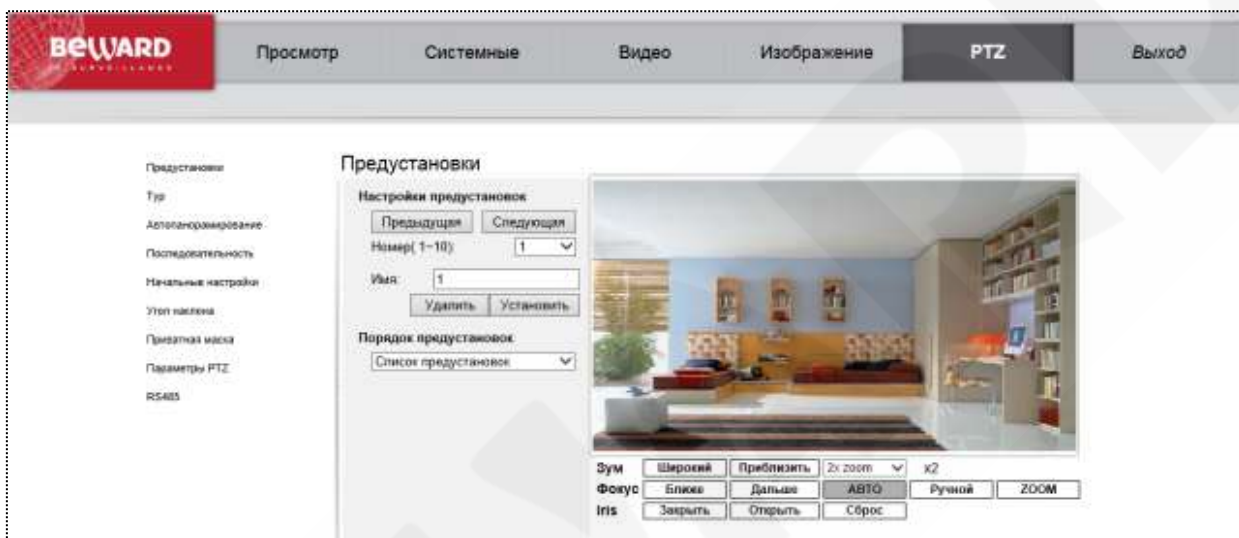 BEWARD
Просмотр
Системные
Видео
Изображение
PTZ
Выход
Предустановки
Тур
Автопанорамирование
Последовательность
Начальные настройки
Угол наклона
Приватная маска
Параметры PTZ
RS485
Предустановки
Настройки предустановок
Предыдущая Следующая
Номер( 1~10): 1
Имя: 1
Удалить Установить
Порядок предустановок
Список предустановок
Зум Широкий Приблизить 2x zoom x2
Фокус Ближе Дальше АВТО Ручной ZOOM
Iris Закрыть Открыть Сброс